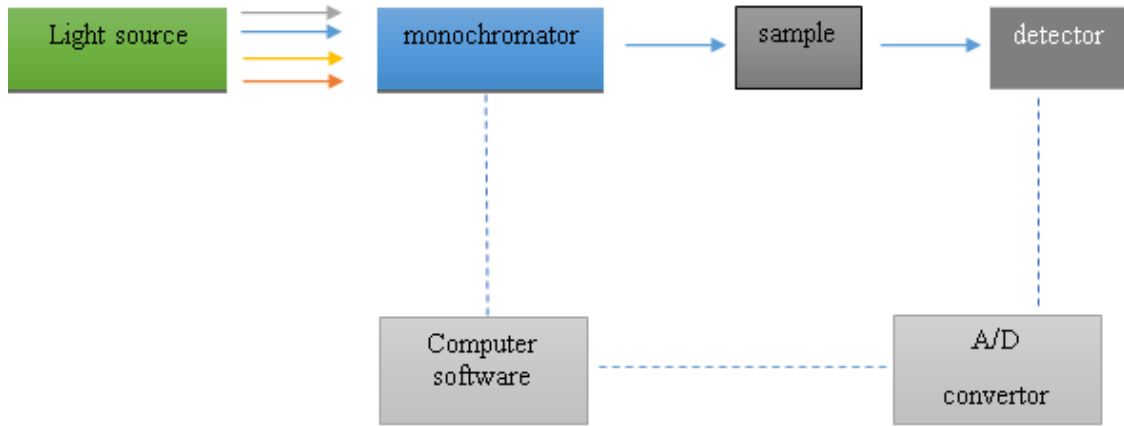 Light source
monochromator
sample
detector
Computer
software
A/D
convertor